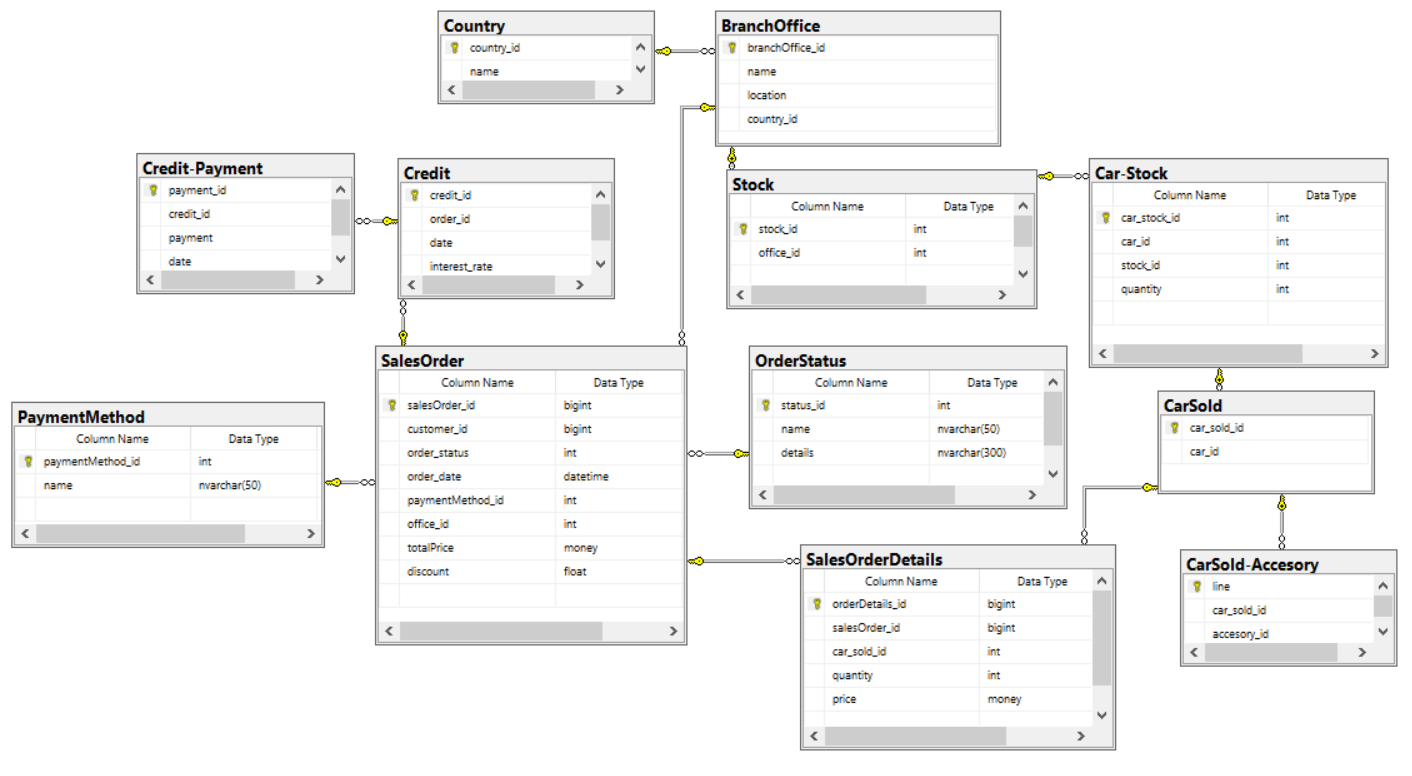 Country
country_id
name
BranchOffice
branchOffice_id
name
location
country_id
Credit-Payment
payment_id
credit_id
payment
date
Credit
credit_id
order_id
date
interest_rate
Stock
Column Name Data Type
stock_id int
office_id int
Car-Stock
Column Name Data Type
car_stock_id int
car_id int
stock_id int
quantity int
PaymentMethod
Column Name Data Type
paymentMethod_id int
name nvarchar(50)
SalesOrder
Column Name Data Type
salesOrder_id bigint
customer_id bigint
order_status int
order_date datetime
paymentMethod_id int
office_id int
totalPrice money
discount float
OrderStatus
Column Name Data Type
status_id int
name nvarchar(50)
details nvarchar(300)
CarSold
car_sold_id
car_id
SalesOrderDetails
Column Name Data Type
orderDetails_id bigint
salesOrder_id bigint
car_sold_id int
quantity int
price money
CarSold-Accesory
line
car_sold_id
accesory_id